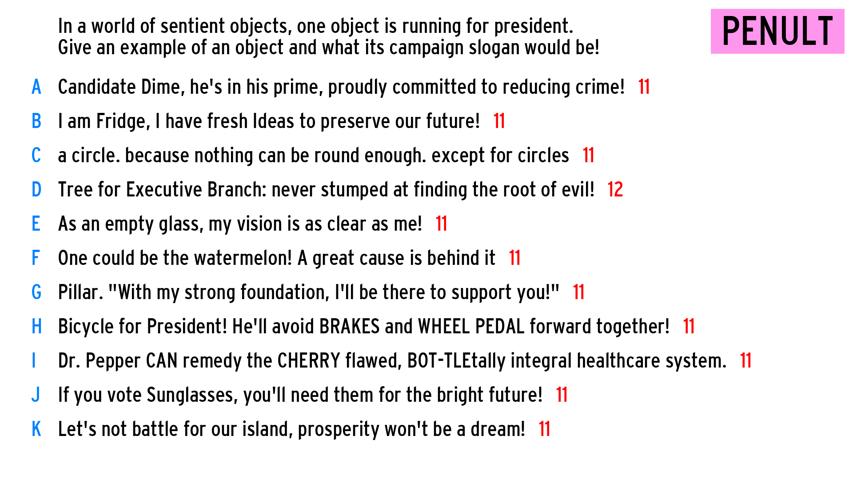 In a world of sentient objects, one object is running for president.
Give an example of an object and what its campaign slogan would be!
PENULT
A Candidate Dime, he's in his prime, proudly committed to reducing crime! 11
B I am Fridge, I have fresh Ideas to preserve our future! 11
C a circle. because nothing can be round enough. except for circles 11
D Tree for Executive Branch: never stumped at finding the root of evil! 12
E As an empty glass, my vision is as clear as me! 11
F One could be the watermelon! A great cause is behind it 11
G Pillar. "With my strong foundation, I'll be there to support you!" 11
H Bicycle for President! He'll avoid BRAKES and WHEEL PEDAL forward together! 11
I Dr. Pepper CAN remedy the CHERRY flawed, BOT-TLEtally integral healthcare system. 11
J If you vote Sunglasses, you'll need them for the bright future! 11
K Let's not battle for our island, prosperity won't be a dream! 11